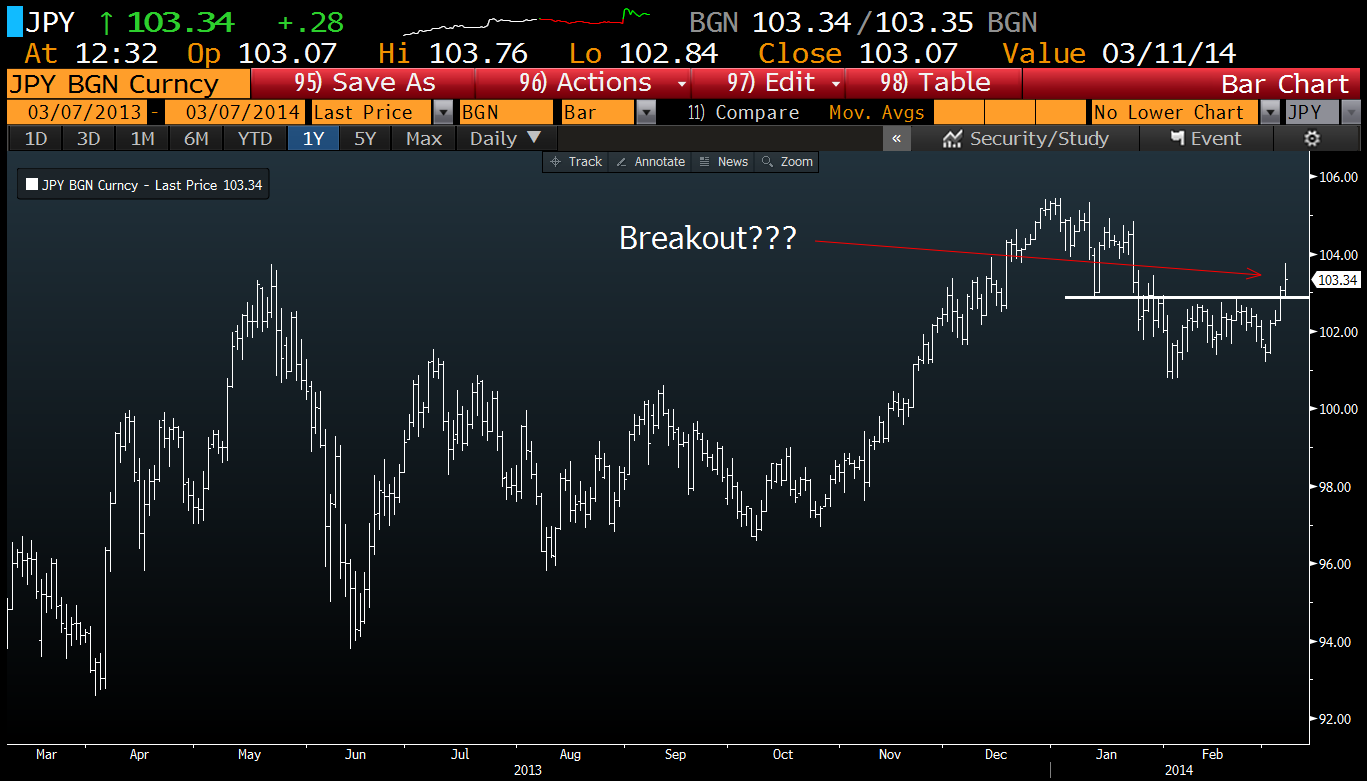 JPY ↑ 103.34 +.28 BGN 103.34/103.35 BGN
At 12:32 Op 103.07 Hi 103.76 Lo 102.84 Close 103.07 Value 03/11/14
JPY BGN Curncy 95) Save As 96) Actions 97) Edit 98) Table Bar Chart
03/07/2013 - 03/07/2014 Last Price BGN Bar 11) Compare Mov. Avgs No Lower Chart JPY
1D 3D 1M 6M YTD 1Y 5Y Max Daily ▼ « Security/Study Event
Track Annotate News Zoom
JPY BGN Curncy - Last Price 103.34
Breakout???
106.00
104.00
103.34
102.00
100.00
98.00
96.00
94.00
92.00
Mar Apr May Jun Jul Aug Sep Oct Nov Dec Jan Feb
2013 2014